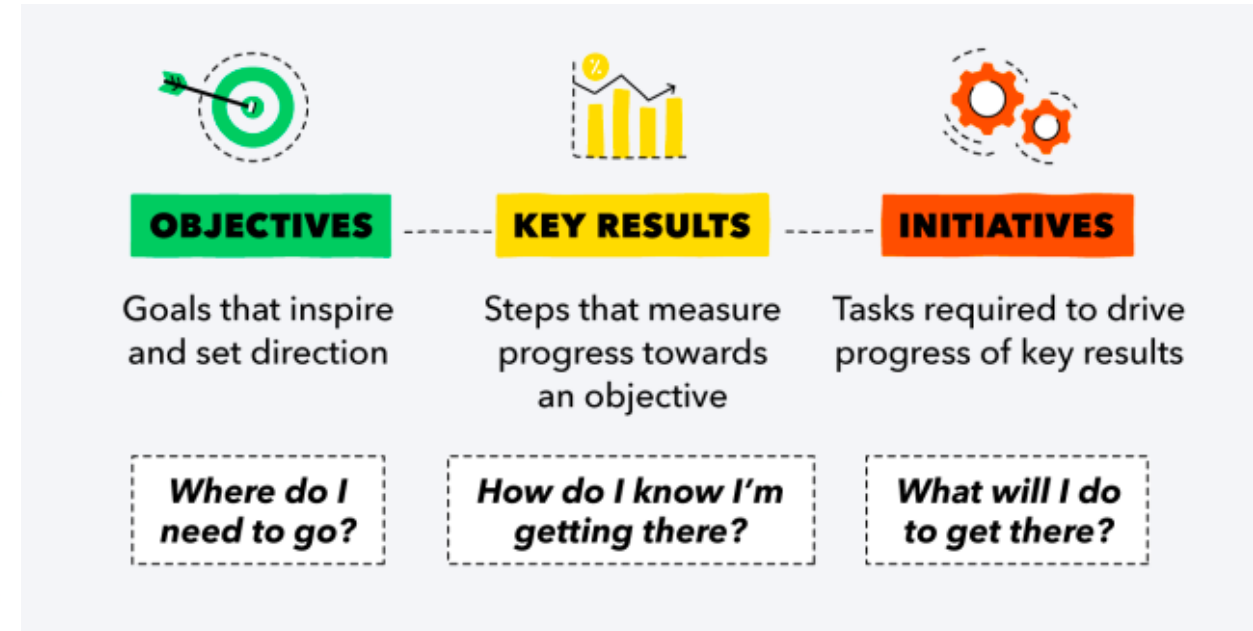 %
OBJECTIVES
KEY RESULTS
INITIATIVES
Goals that inspire
and set direction
Steps that measure
progress towards
an objective
Tasks required to drive
progress of key results
Where do I
need to go?
How do I know I’m
getting there?
What will I do
to get there?